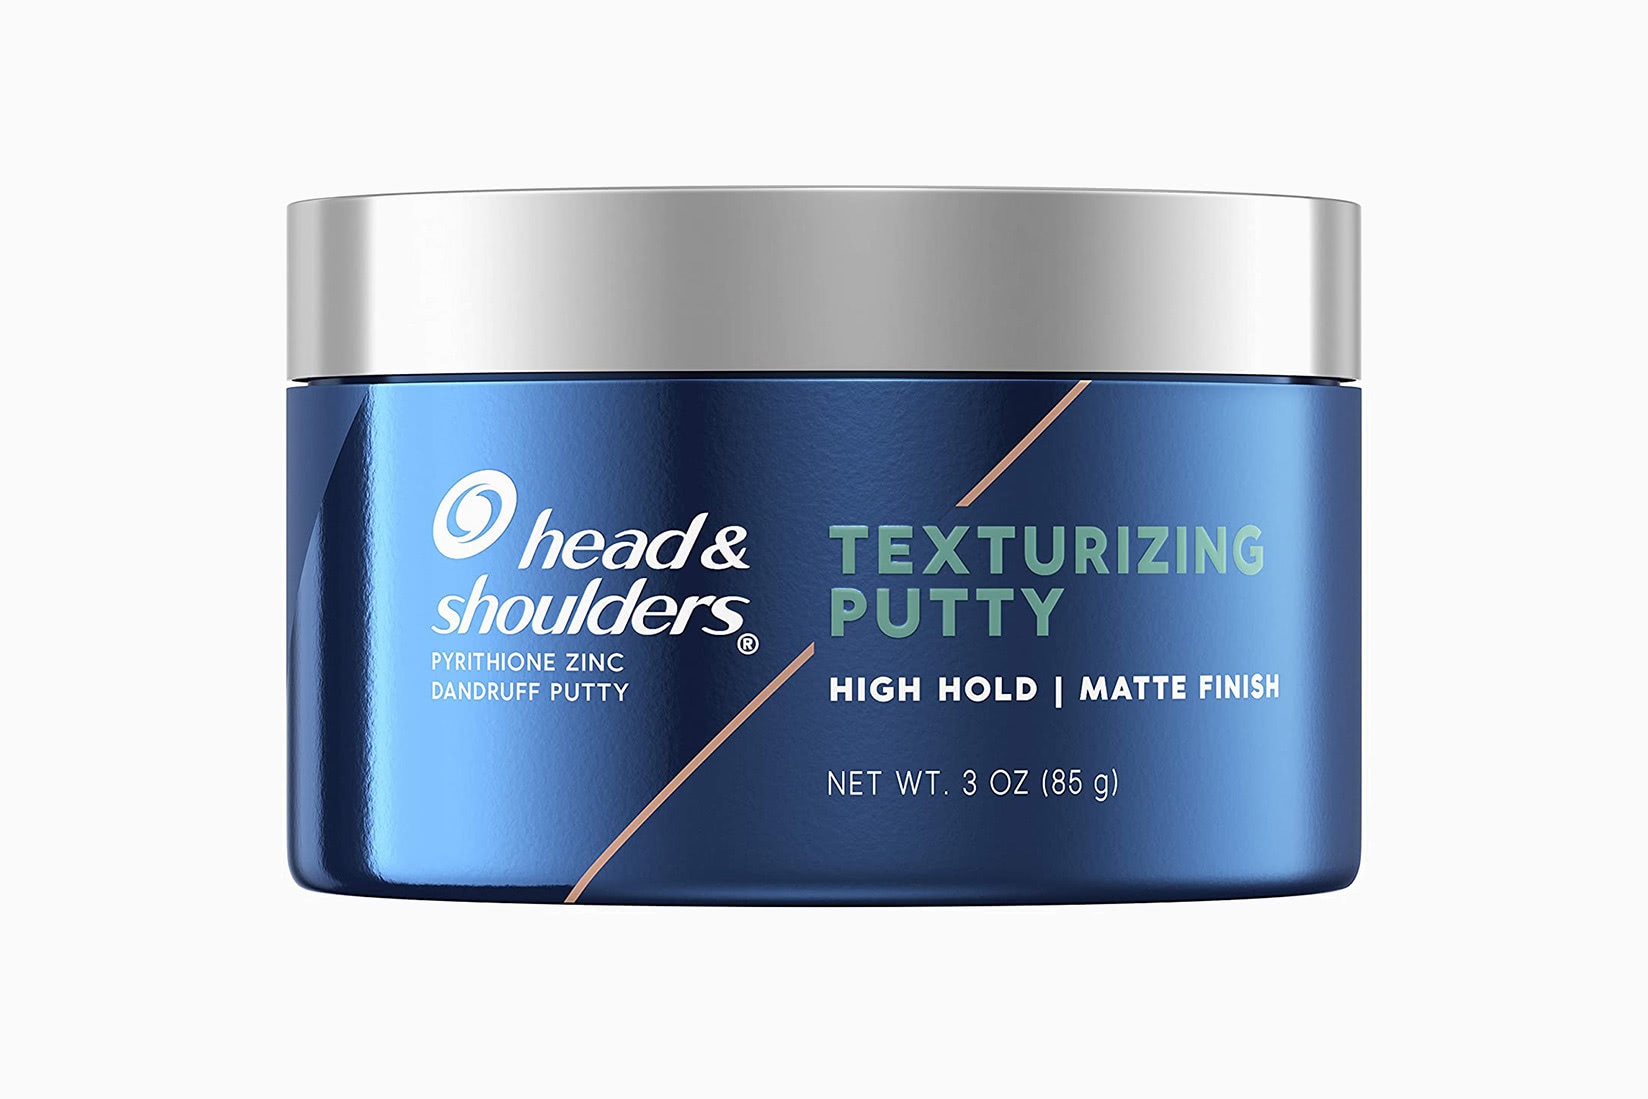 head &
shoulders®
PYRITHIONE ZINC
DANDRUFF PUTTY
TEXTURIZING
PUTTY
HIGH HOLD | MATTE FINISH
NET WT. 3 OZ (85 g)